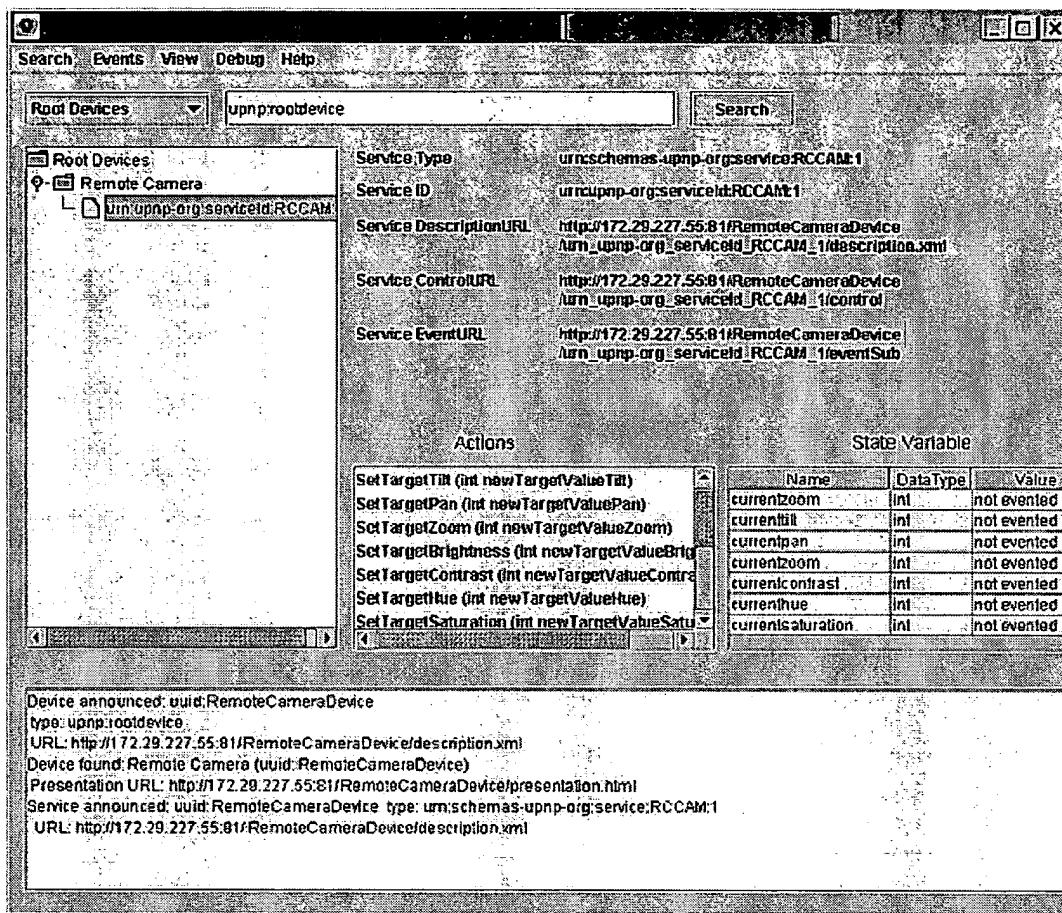 Search Events View Debug Help
Root Devices upnp:rootdevice Search
Root Devices
Remote Camera
urn:upnp-org:serviceId:RCCAM:
Service Type urn:schemas-upnp-org:service:RCCAM:1
Service ID urn:upnp-org:serviceId:RCCAM:1
Service DescriptionURL http://172.29.227.55:81/RemoteCameraDevice
/urn_upnp-org_serviceId_RCCAM_1/description.xml
Service ControlURL http://172.29.227.55:81/RemoteCameraDevice
/urn_upnp-org_serviceId_RCCAM_1/control
Service EventURL http://172.29.227.55:81/RemoteCameraDevice
/urn_upnp-org_serviceId_RCCAM_1/eventSub
Actions
SetTargetTilt (int newTargetValueTilt)
SetTargetPan (int newTargetValuePan)
SetTargetZoom (int newTargetValueZoom)
SetTargetBrightness (int newTargetValueBrig
SetTargetContrast (int newTargetValueContra
SetTargetHue (int newTargetValueHue)
SetTargetSaturation (int newTargetValueSatu
State Variable
Name DataType Value
currentzoom int not evented
currenttilt int not evented
currentpan int not evented
currentzoom int not evented
currentcontrast int not evented
currenthue int not evented
currentsaturation int not evented
Device announced: uuid:RemoteCameraDevice
type: upnp:rootdevice
URL: http://172.29.227.55:81/RemoteCameraDevice/description.xml
Device found: Remote Camera (uuid: RemoteCameraDevice)
Presentation URL: http://172.29.227.55:81/RemoteCameraDevice/presentation.html
Service announced: uuid:RemoteCameraDevice type: urn:schemas-upnp-org:service:RCCAM:1
URL: http://172.29.227.55:81/RemoteCameraDevice/description.xml